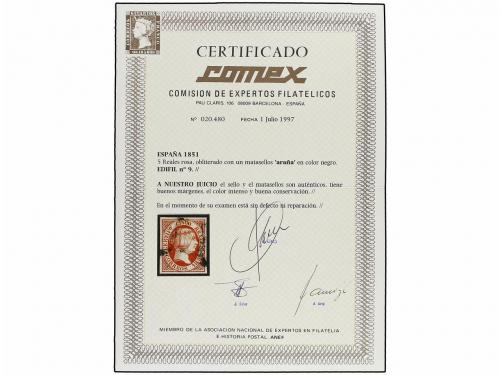 CERTIFICADO
comex
COMISION DE EXPERTOS FILATELICOS
PAU CLARIS, 106 08009 BARCELONA - ESPAÑA
Nº 020.480 FECHA 1 Julio 1997
ESPAÑA 1851
5 Reales rosa, obliterado con un matasellos 'araña' en color negro.
EDIFIL nº 9. //
A NUESTRO JUICIO el sello y el matasellos son auténticos, tiene
buenos márgenes, el color intenso y buena conservación. //
En el momento de su examen está sin defecto ni reparación. //
MIEMBRO DE LA ASOCIACION NACIONAL DE EXPERTOS EN FILATELIA
E HISTORIA POSTAL. ANEF